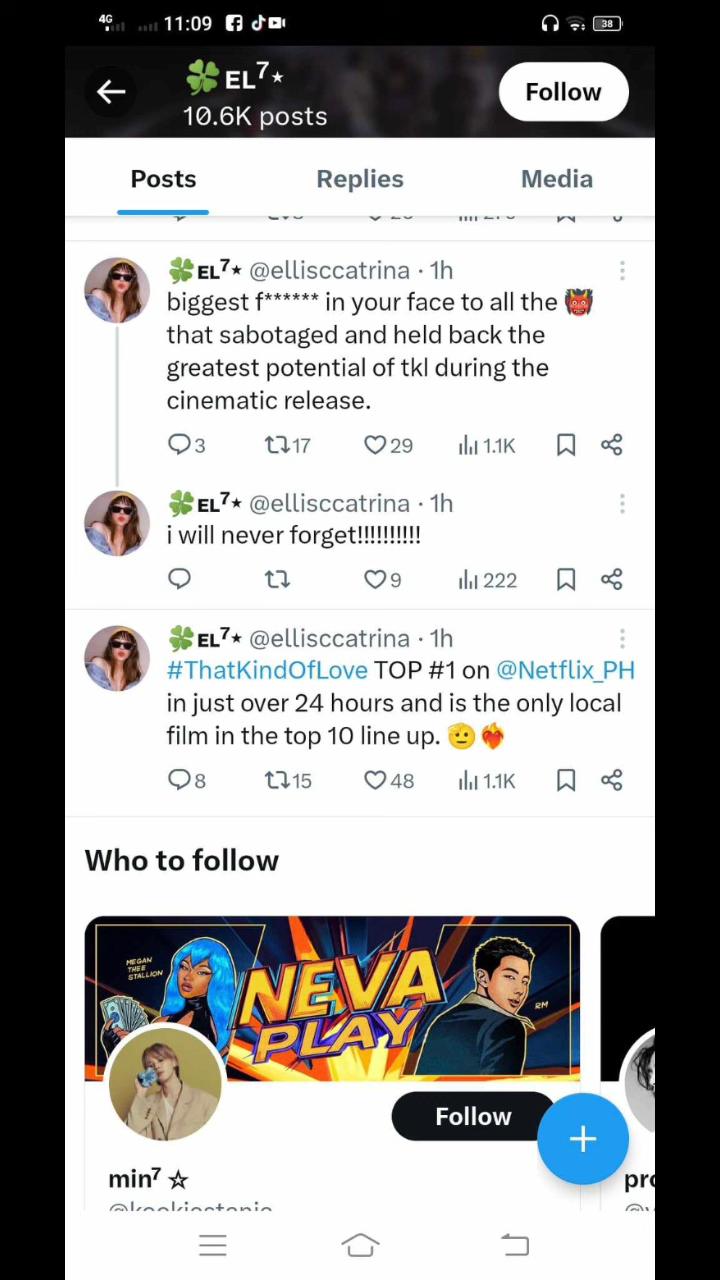 4G 11:09 38
🍀 EL⁷⋆
10.6K posts
Follow
Posts Replies Media
🍀EL⁷⋆ @ellisccatrina · 1h
biggest f****** in your face to all the 👹
that sabotaged and held back the
greatest potential of tkl during the
cinematic release.
3 17 29 1.1K
🍀EL⁷⋆ @ellisccatrina · 1h
i will never forget!!!!!!!!!!
9 222
🍀EL⁷⋆ @ellisccatrina · 1h
#ThatKindOfLove TOP #1 on @Netflix_PH
in just over 24 hours and is the only local
film in the top 10 line up. 🫡❤️‍🔥
8 15 48 1.1K
Who to follow
MEGAN
THEE
STALLION
NEVA
PLAY
RM
Follow
min⁷ ☆